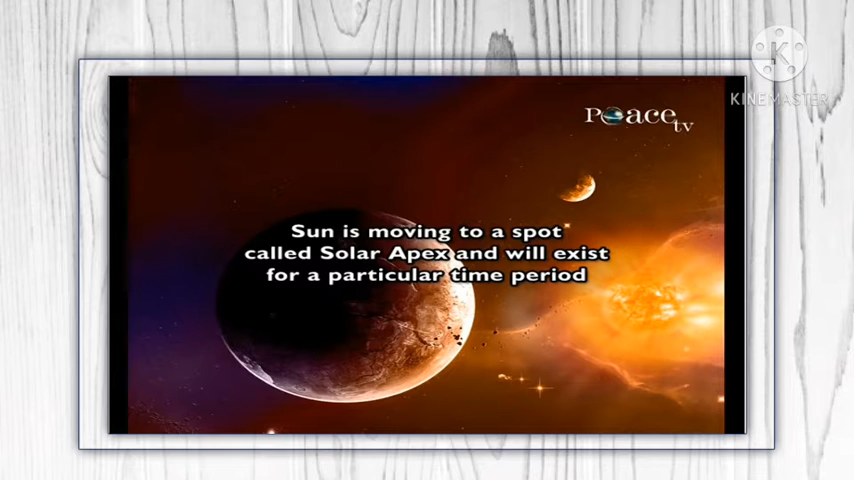 K
KINEMASTER
Peace tv
Sun is moving to a spot
called Solar Apex and will exist
for a particular time period